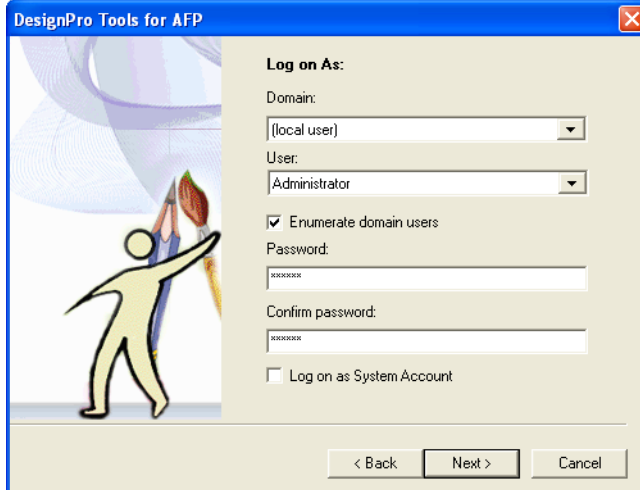 DesignPro Tools for AFP
Log on As:
Domain:
(local user)
User:
Administrator
Enumerate domain users
Password:
******
Confirm password:
******
Log on as System Account
< Back
Next >
Cancel